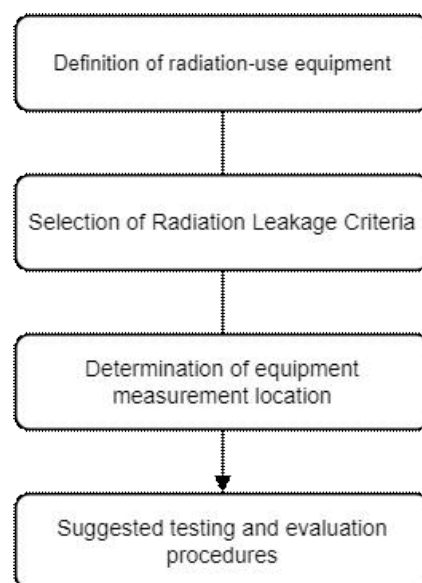 Definition of radiation-use equipment
Selection of Radiation Leakage Criteria
Determination of equipment
measurement location
Suggested testing and evaluation
procedures